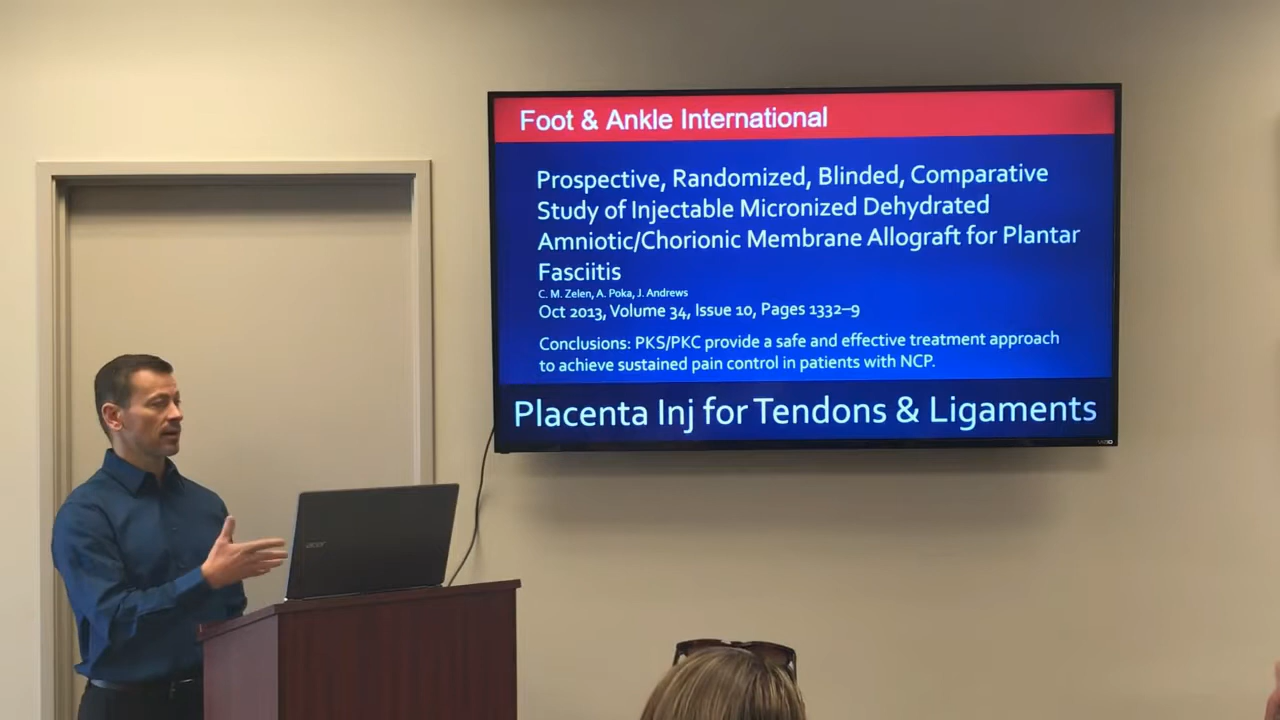 Foot & Ankle International
Prospective, Randomized, Blinded, Comparative
Study of Injectable Micronized Dehydrated
Amniotic/Chorionic Membrane Allograft for Plantar
Fasciitis
C. M. Zelen, A. Poka, J. Andrews
Oct 2013, Volume 34, Issue 10, Pages 1332–9
Conclusions: PKS/PKC provide a safe and effective treatment approach
to achieve sustained pain control in patients with NCP.
Placenta Inj for Tendons & Ligaments
VIZIO
acer